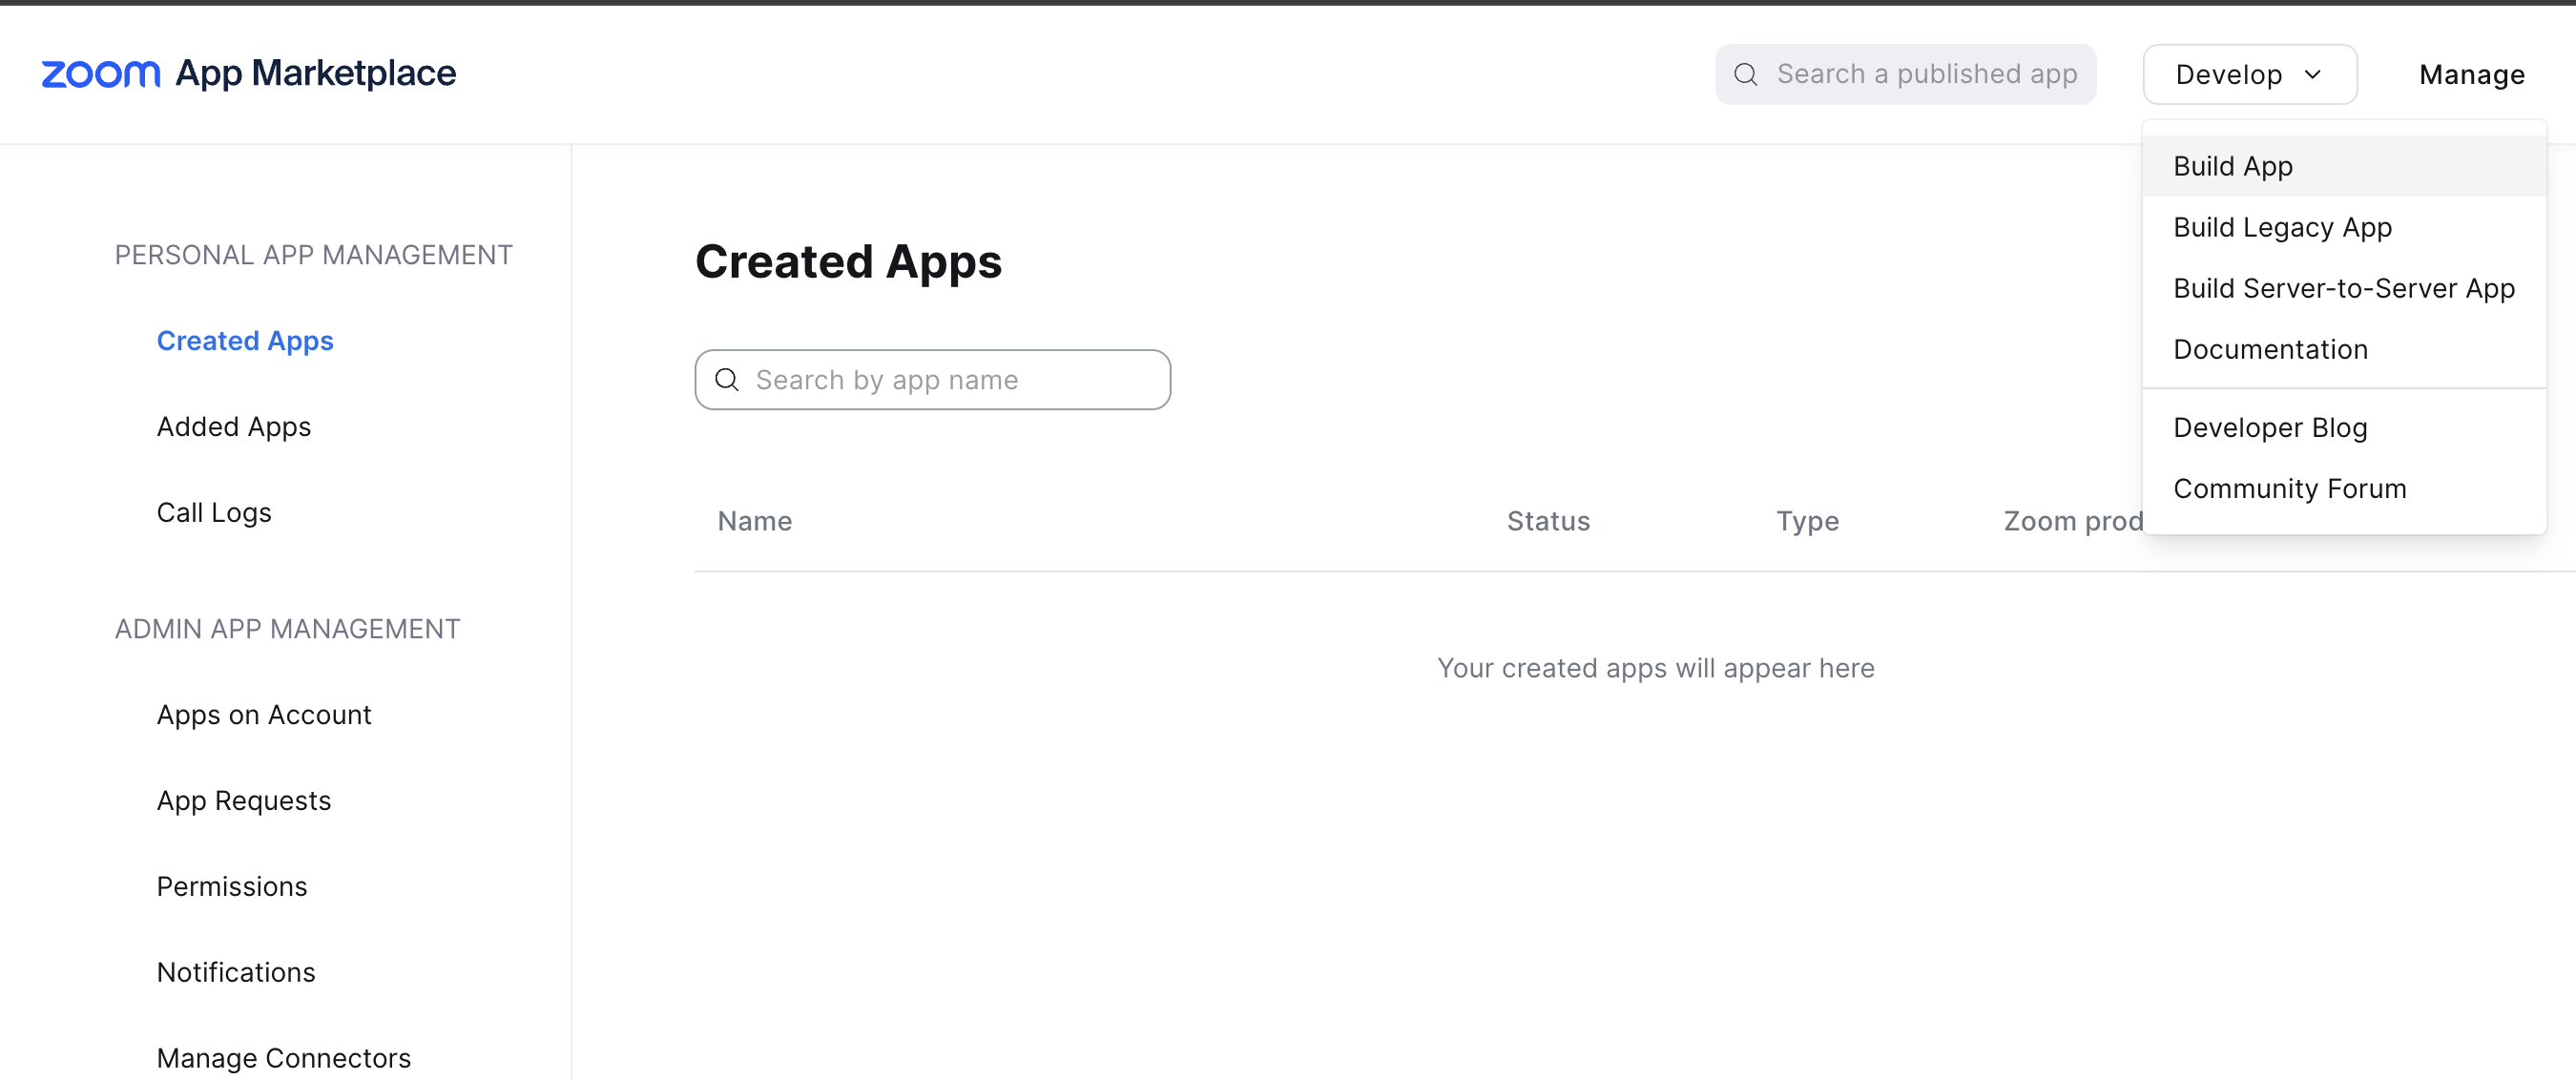 zoom App Marketplace
Search a published app
Develop
Manage
Build App
Build Legacy App
Build Server-to-Server App
Documentation
Developer Blog
Community Forum
PERSONAL APP MANAGEMENT
Created Apps
Added Apps
Call Logs
ADMIN APP MANAGEMENT
Apps on Account
App Requests
Permissions
Notifications
Manage Connectors
Created Apps
Search by app name
Name Status Type Zoom prod
Your created apps will appear here